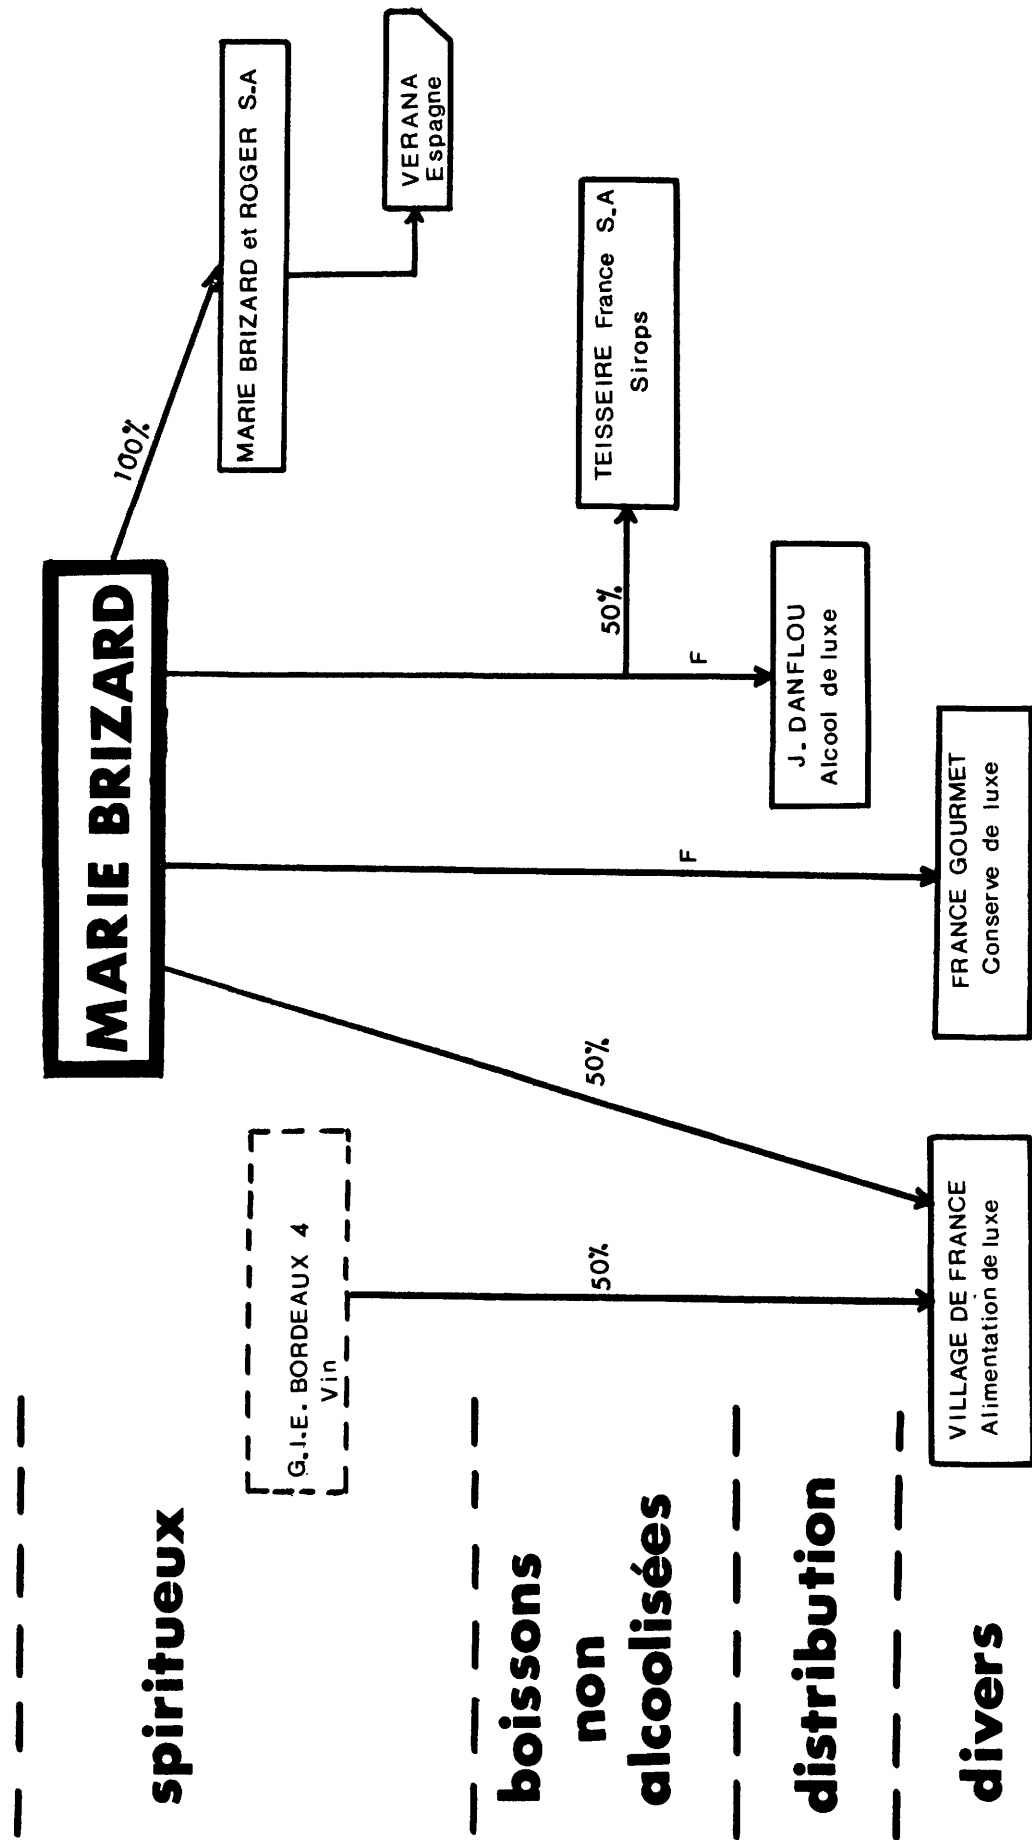 spiritueux
MARIE BRIZARD
100%
MARIE BRIZARD et ROGER S.A
G.I.E. BORDEAUX 4
Vin
VERANA
Espagne
boissons
non
alcoolisées
50%
50%
50%
TEISSEIRE France S.A
Sirops
F
F
distribution
J. DANFLOU
Alcool de luxe
divers
VILLAGE DE FRANCE
Alimentation de luxe
FRANCE GOURMET
Conserve de luxe